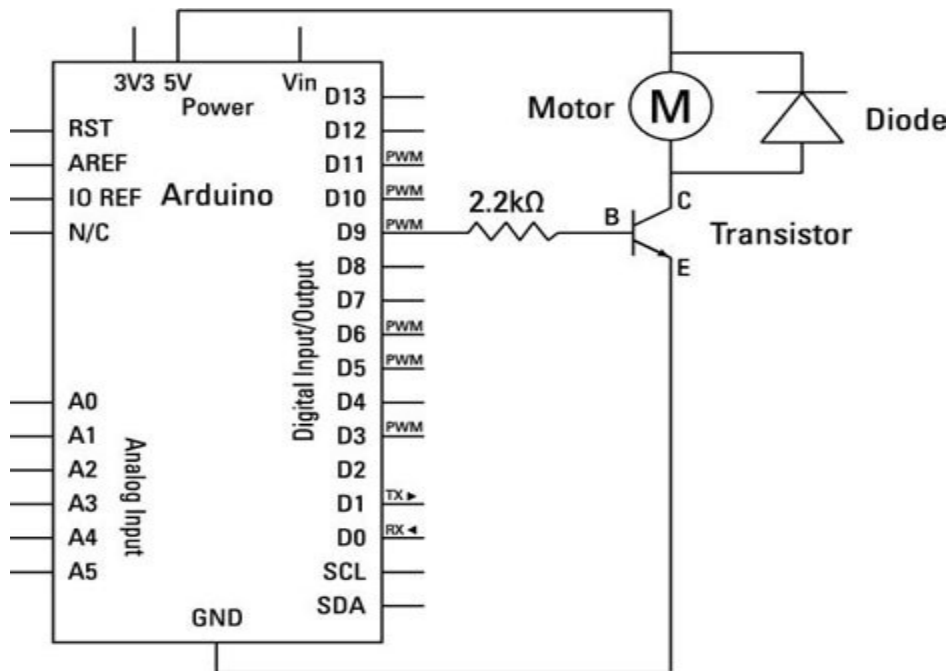 3V3 5V
Vin
Power
D13
RST
D12
AREF
D11
PWM
IO REF
Arduino
D10
PWM
N/C
D9
PWM
D8
D7
D6
PWM
D5
PWM
A0
D4
A1
D3
PWM
A2
D2
A3
D1
TX ►
A4
D0
RX ◄
A5
SCL
SDA
GND
Analog Input
Digital Input/Output
2.2kΩ
Motor
M
Diode
B
C
E
Transistor